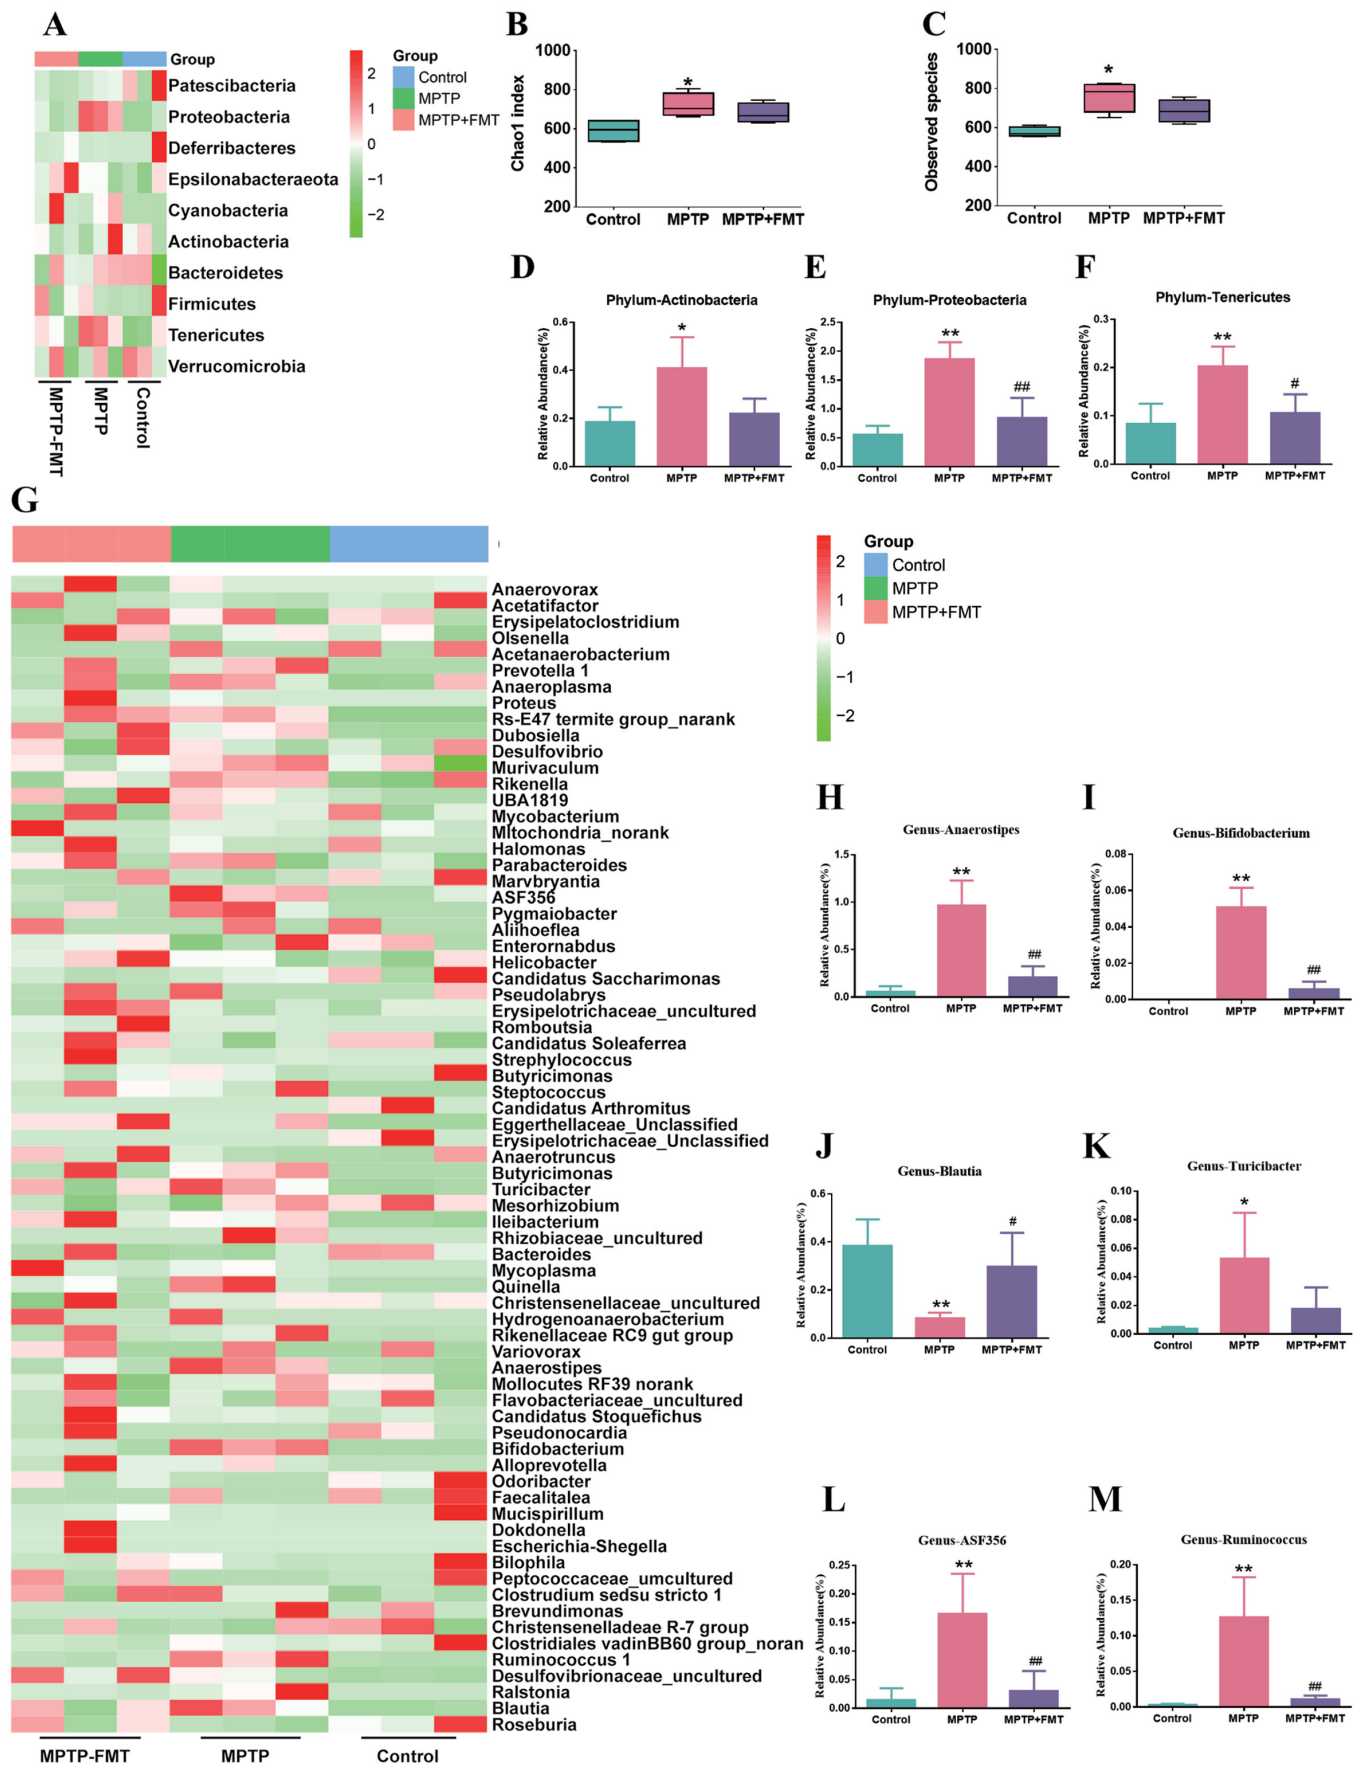 A
Group
Patescibacteria
Proteobacteria
Deferribacteres
Epsilonabacteraeota
Cyanobacteria
Actinobacteria
Bacteroidetes
Firmicutes
Tenericutes
Verrucomicrobia
MPTP-FMT
MPTP
Control
2
1
0
−1
−2
Group
Control
MPTP
MPTP+FMT
B
Chao1 index
1000
800
600
400
200
*
Control MPTP MPTP+FMT
C
Observed species
1000
800
600
400
200
*
Control MPTP MPTP+FMT
D
Phylum-Actinobacteria
Relative Abundance(%)
0.6
0.4
0.2
0.0
*
Control MPTP MPTP+FMT
E
Phylum-Proteobacteria
Relative Abundance(%)
2.5
2.0
1.5
1.0
0.5
0.0
**
##
Control MPTP MPTP+FMT
F
Phylum-Tenericutes
Relative Abundance(%)
0.3
0.2
0.1
0.0
**
#
Control MPTP MPTP+FMT
G
Anaerovorax
Acetatifactor
Erysipelatoclostridium
Olsenella
Acetanaerobacterium
Prevotella 1
Anaeroplasma
Proteus
Rs-E47 termite group_narank
Dubosiella
Desulfovibrio
Murivaculum
Rikenella
UBA1819
Mycobacterium
MItochondria_norank
Halomonas
Parabacteroides
Marvbryantia
ASF356
Pygmaiobacter
Aliihoeflea
Enterornabdus
Helicobacter
Candidatus Saccharimonas
Pseudolabrys
Erysipelotrichaceae_uncultured
Romboutsia
Candidatus Soleaferrea
Strephylococcus
Butyricimonas
Steptococcus
Candidatus Arthromitus
Eggerthellaceae_Unclassified
Erysipelotrichaceae_Unclassified
Anaerotruncus
Butyricimonas
Turicibacter
Mesorhizobium
Ileibacterium
Rhizobiaceae_uncultured
Bacteroides
Mycoplasma
Quinella
Christensenellaceae_uncultured
Hydrogenoanaerobacterium
Rikenellaceae RC9 gut group
Variovorax
Anaerostipes
Mollocutes RF39 norank
Flavobacteriaceae_uncultured
Candidatus Stoquefichus
Pseudonocardia
Bifidobacterium
Alloprevotella
Odoribacter
Faecalitalea
Mucispirillum
Dokdonella
Escherichia-Shegella
Bilophila
Peptococcaceae_umcultured
Clostrudium sedsu stricto 1
Brevundimonas
Christensenelladeae R-7 group
Clostridiales vadinBB60 group_noran
Ruminococcus 1
Desulfovibrionaceae_uncultured
Ralstonia
Blautia
Roseburia
MPTP-FMT MPTP Control
2
1
0
−1
−2
Group
Control
MPTP
MPTP+FMT
H
Genus-Anaerostipes
Relative Abundance(%)
1.5
1.0
0.5
0.0
**
##
Control MPTP MPTP+FMT
I
Genus-Bifidobacterium
Relative Abundance(%)
0.08
0.06
0.04
0.02
0.00
**
##
Control MPTP MPTP+FMT
J
Genus-Blautia
Relative Abundance(%)
0.6
0.4
0.2
0.0
**
#
Control MPTP MPTP+FMT
K
Genus-Turicibacter
Relative Abundance(%)
0.10
0.08
0.06
0.04
0.02
0.00
*
Control MPTP MPTP+FMT
L
Genus-ASF356
Relative Abundance(%)
0.25
0.20
0.15
0.10
0.05
0.00
**
##
Control MPTP MPTP+FMT
M
Genus-Ruminococcus
Relative Abundance(%)
0.20
0.15
0.10
0.05
0.00
**
##
Control MPTP MPTP+FMT